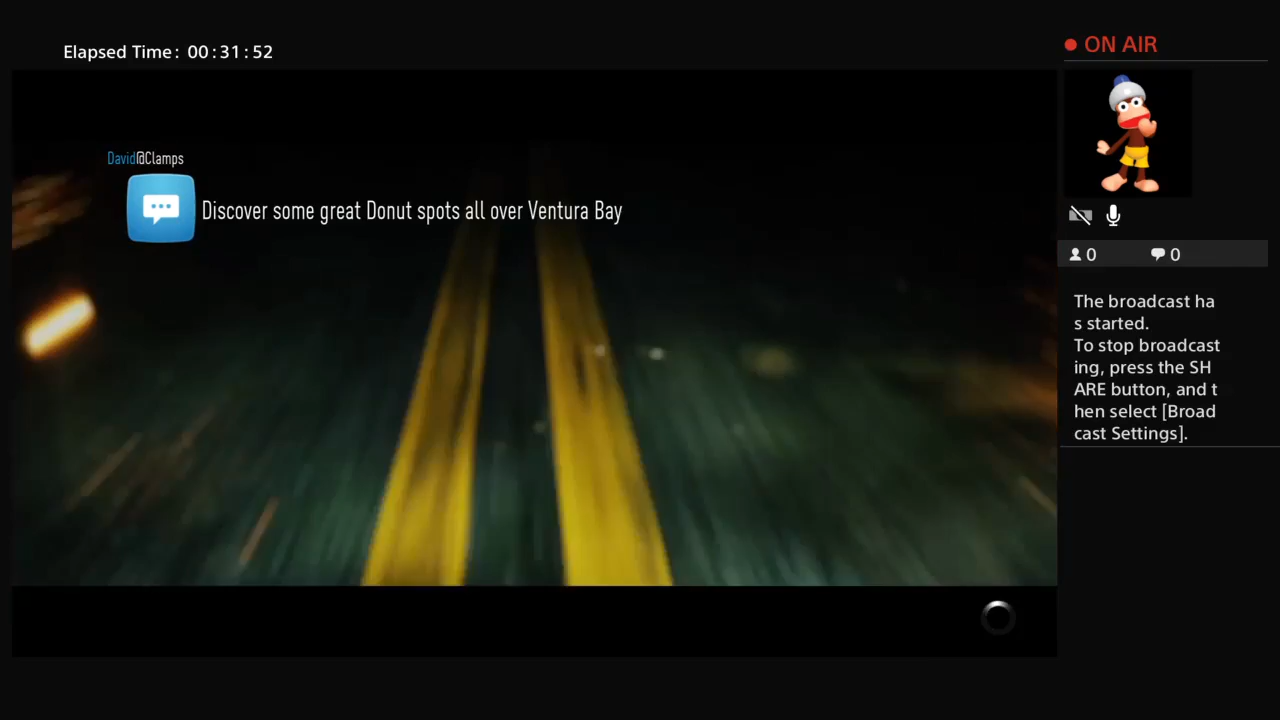 Elapsed Time: 00:31:52
ON AIR
David@Clamps
Discover some great Donut spots all over Ventura Bay
0 0
The broadcast ha
s started.
To stop broadcast
ing, press the SH
ARE button, and t
hen select [Broad
cast Settings].